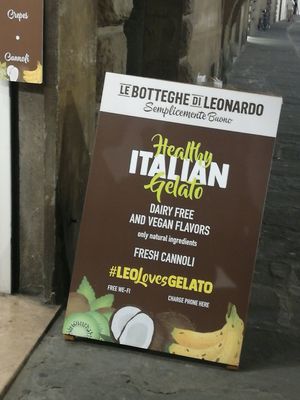 Crepes
•
Cannoli
LE BOTTEGHE DI LEONARDO
Semplicemente Buono
Healthy
ITALIAN
Gelato
DAIRY FREE
AND VEGAN FLAVORS
only natural ingredients
FRESH CANNOLI
#LEOLovesGELATO
FREE WE-FI
CHARGE PHONE HERE